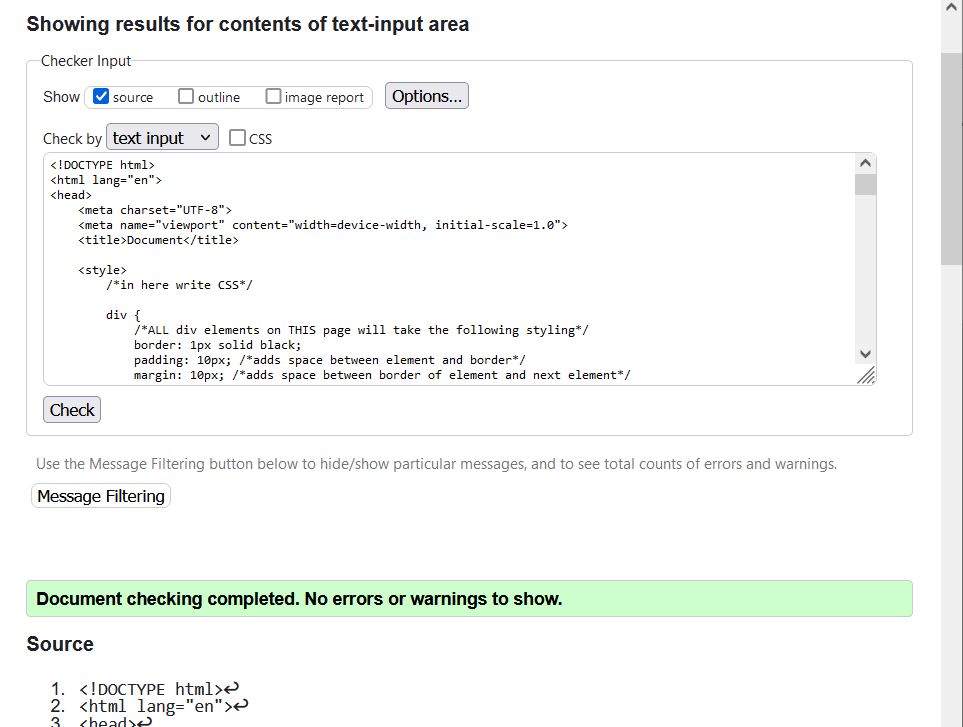 Showing results for contents of text-input area
Checker Input
Show source outline image report Options...
Check by text input CSS
<!DOCTYPE html>
<html lang="en">
<head>
    <meta charset="UTF-8">
    <meta name="viewport" content="width=device-width, initial-scale=1.0">
    <title>Document</title>
    <style>
        /*in here write CSS*/
        div {
            /*ALL div elements on THIS page will take the following styling*/
            border: 1px solid black;
            padding: 10px; /*adds space between element and border*/
            margin: 10px; /*adds space between border of element and next element*/
Check
Use the Message Filtering button below to hide/show particular messages, and to see total counts of errors and warnings.
Message Filtering
Document checking completed. No errors or warnings to show.
Source
1. <!DOCTYPE html>↩
2. <html lang="en">↩
3. <head>↩